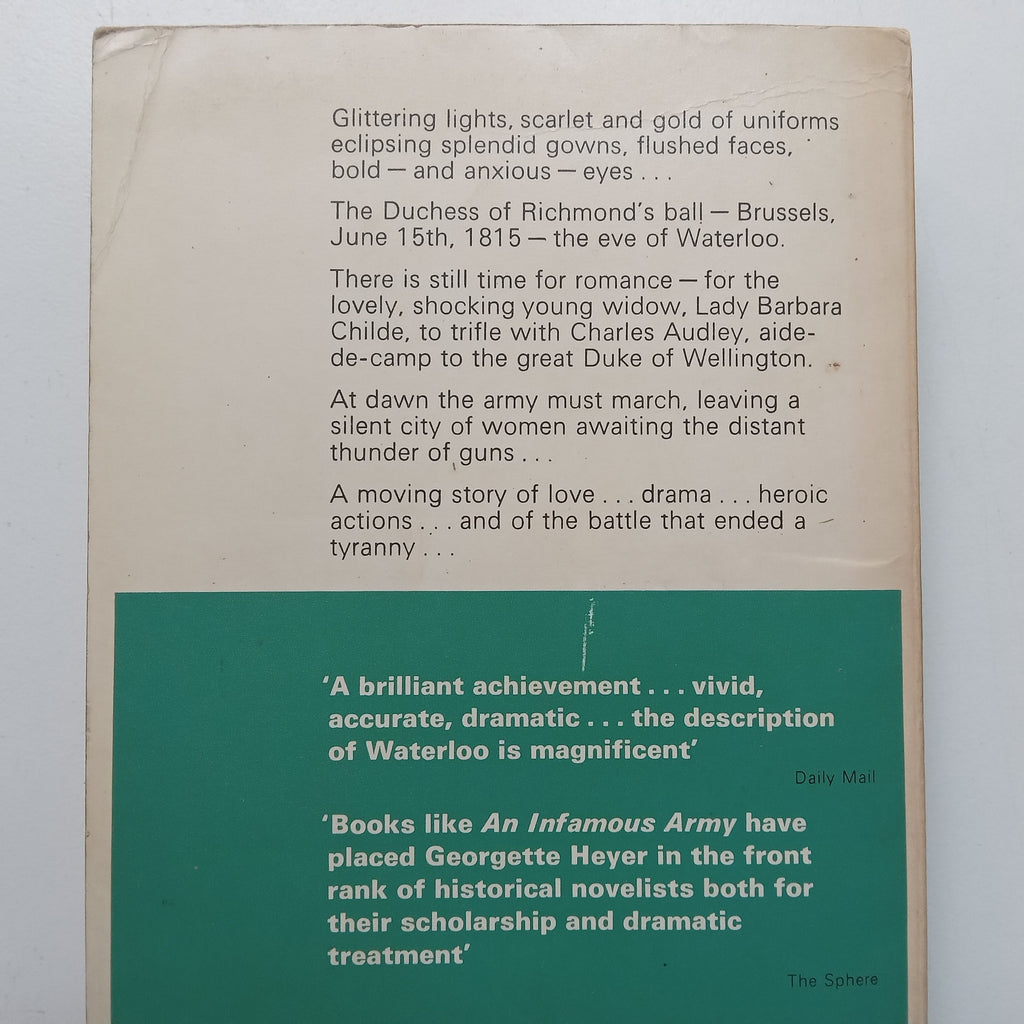 Glittering lights, scarlet and gold of uniforms
eclipsing splendid gowns, flushed faces,
bold — and anxious — eyes . . .
The Duchess of Richmond's ball — Brussels,
June 15th, 1815 — the eve of Waterloo.
There is still time for romance — for the
lovely, shocking young widow, Lady Barbara
Childe, to trifle with Charles Audley, aide-
de-camp to the great Duke of Wellington.
At dawn the army must march, leaving a
silent city of women awaiting the distant
thunder of guns . . .
A moving story of love . . . drama . . . heroic
actions . . . and of the battle that ended a
tyranny . . .
‘A brilliant achievement . . . vivid,
accurate, dramatic . . . the description
of Waterloo is magnificent’
Daily Mail
‘Books like An Infamous Army have
placed Georgette Heyer in the front
rank of historical novelists both for
their scholarship and dramatic
treatment’
The Sphere